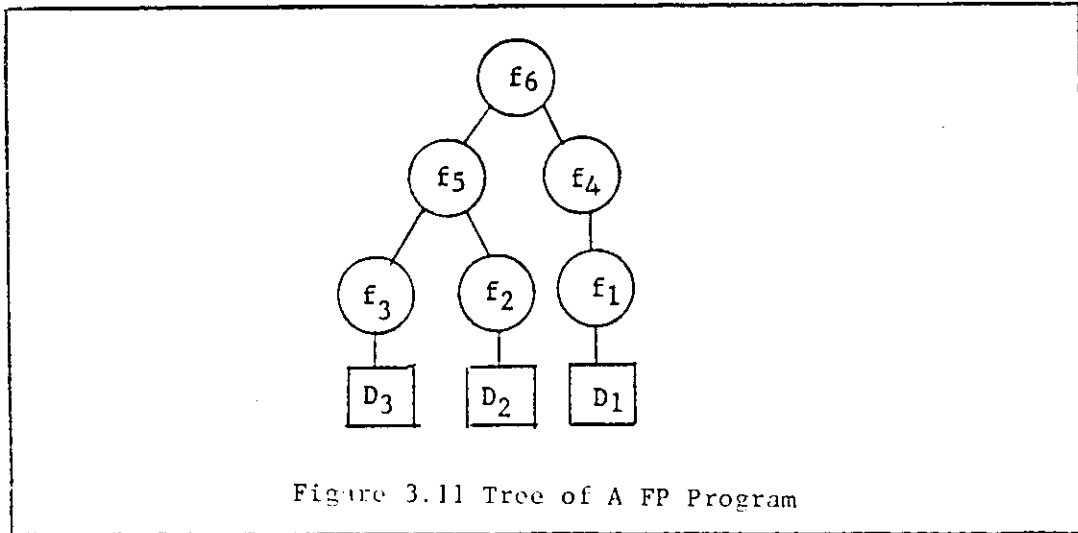 f6
f5 f4
f3 f2 f1
D3 D2 D1
Figure 3.11 Tree of A FP Program